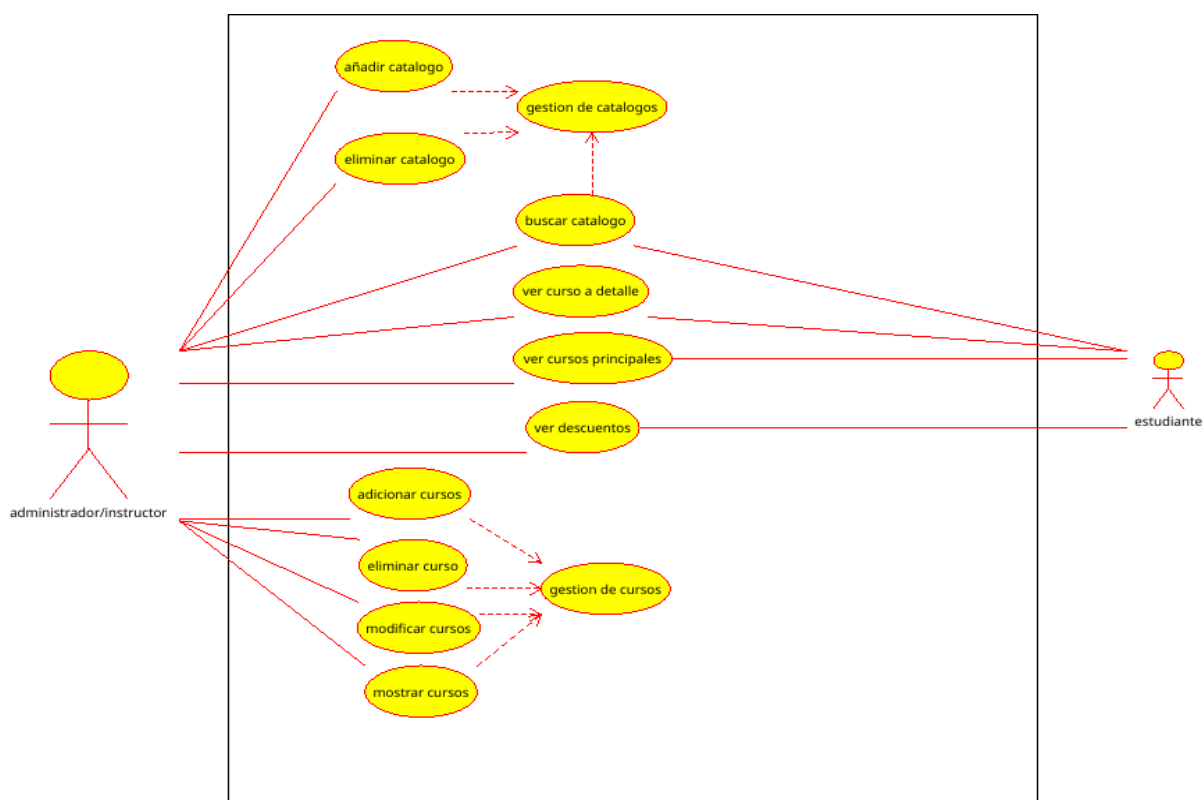 añadir catalogo
gestion de catalogos
eliminar catalogo
buscar catalogo
ver curso a detalle
ver cursos principales
estudiante
ver descuentos
adicionar cursos
administrador/instructor
eliminar curso
gestion de cursos
modificar cursos
mostrar cursos